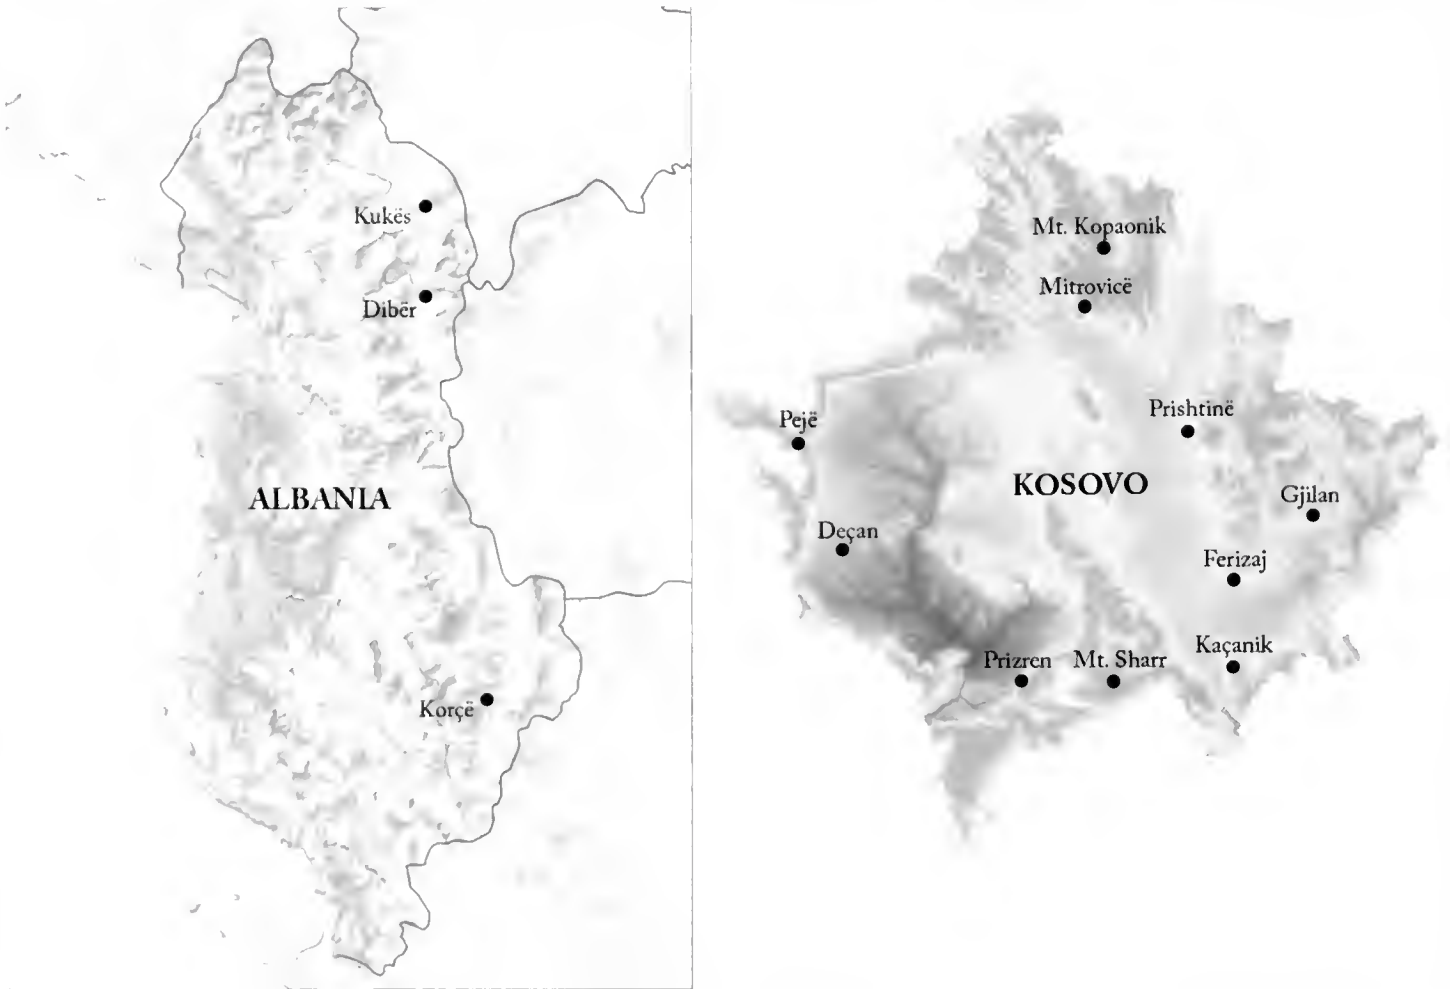 Kukës
Dibër
ALBANIA
Korçë
Mt. Kopaonik
Mitrovicë
Prishtinë
Pejë
KOSOVO
Gjilan
Deçan
Ferizaj
Kaçanik
Prizren
Mt. Sharr